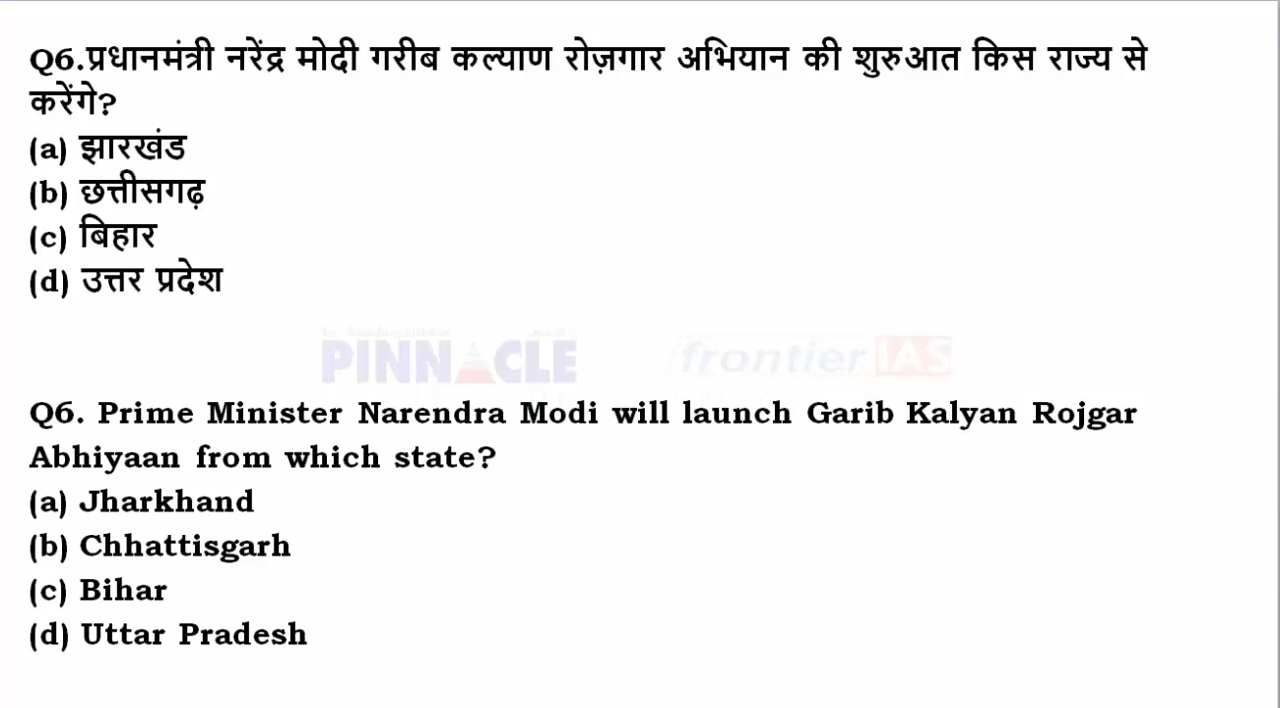 Q6.प्रधानमंत्री नरेंद्र मोदी गरीब कल्याण रोज़गार अभियान की शुरुआत किस राज्य से
करेंगे?
(a) झारखंड
(b) छत्तीसगढ़
(c) बिहार
(d) उत्तर प्रदेश
PINNACLE frontier IAS
Q6. Prime Minister Narendra Modi will launch Garib Kalyan Rojgar
Abhiyaan from which state?
(a) Jharkhand
(b) Chhattisgarh
(c) Bihar
(d) Uttar Pradesh